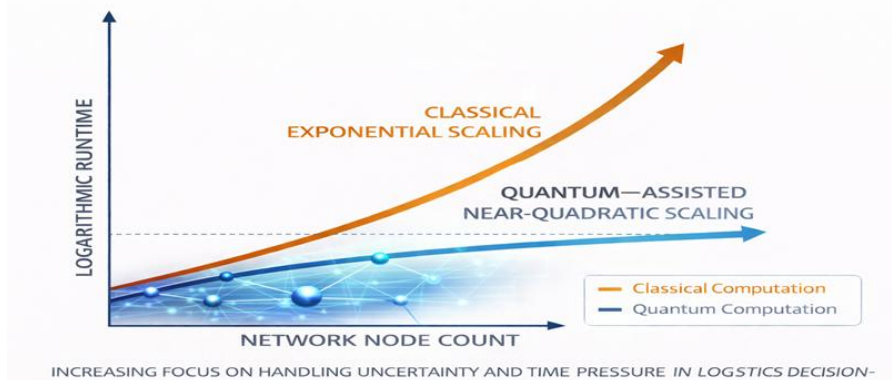 CLASSICAL
EXPONENTIAL SCALING
QUANTUM—ASSISTED
NEAR-QUADRATIC SCALING
LOGARITHMIC RUNTIME
Classical Computation
Quantum Computation
NETWORK NODE COUNT
INCREASING FOCUS ON HANDLING UNCERTAINTY AND TIME PRESSURE IN LOGSTICS DECISION-